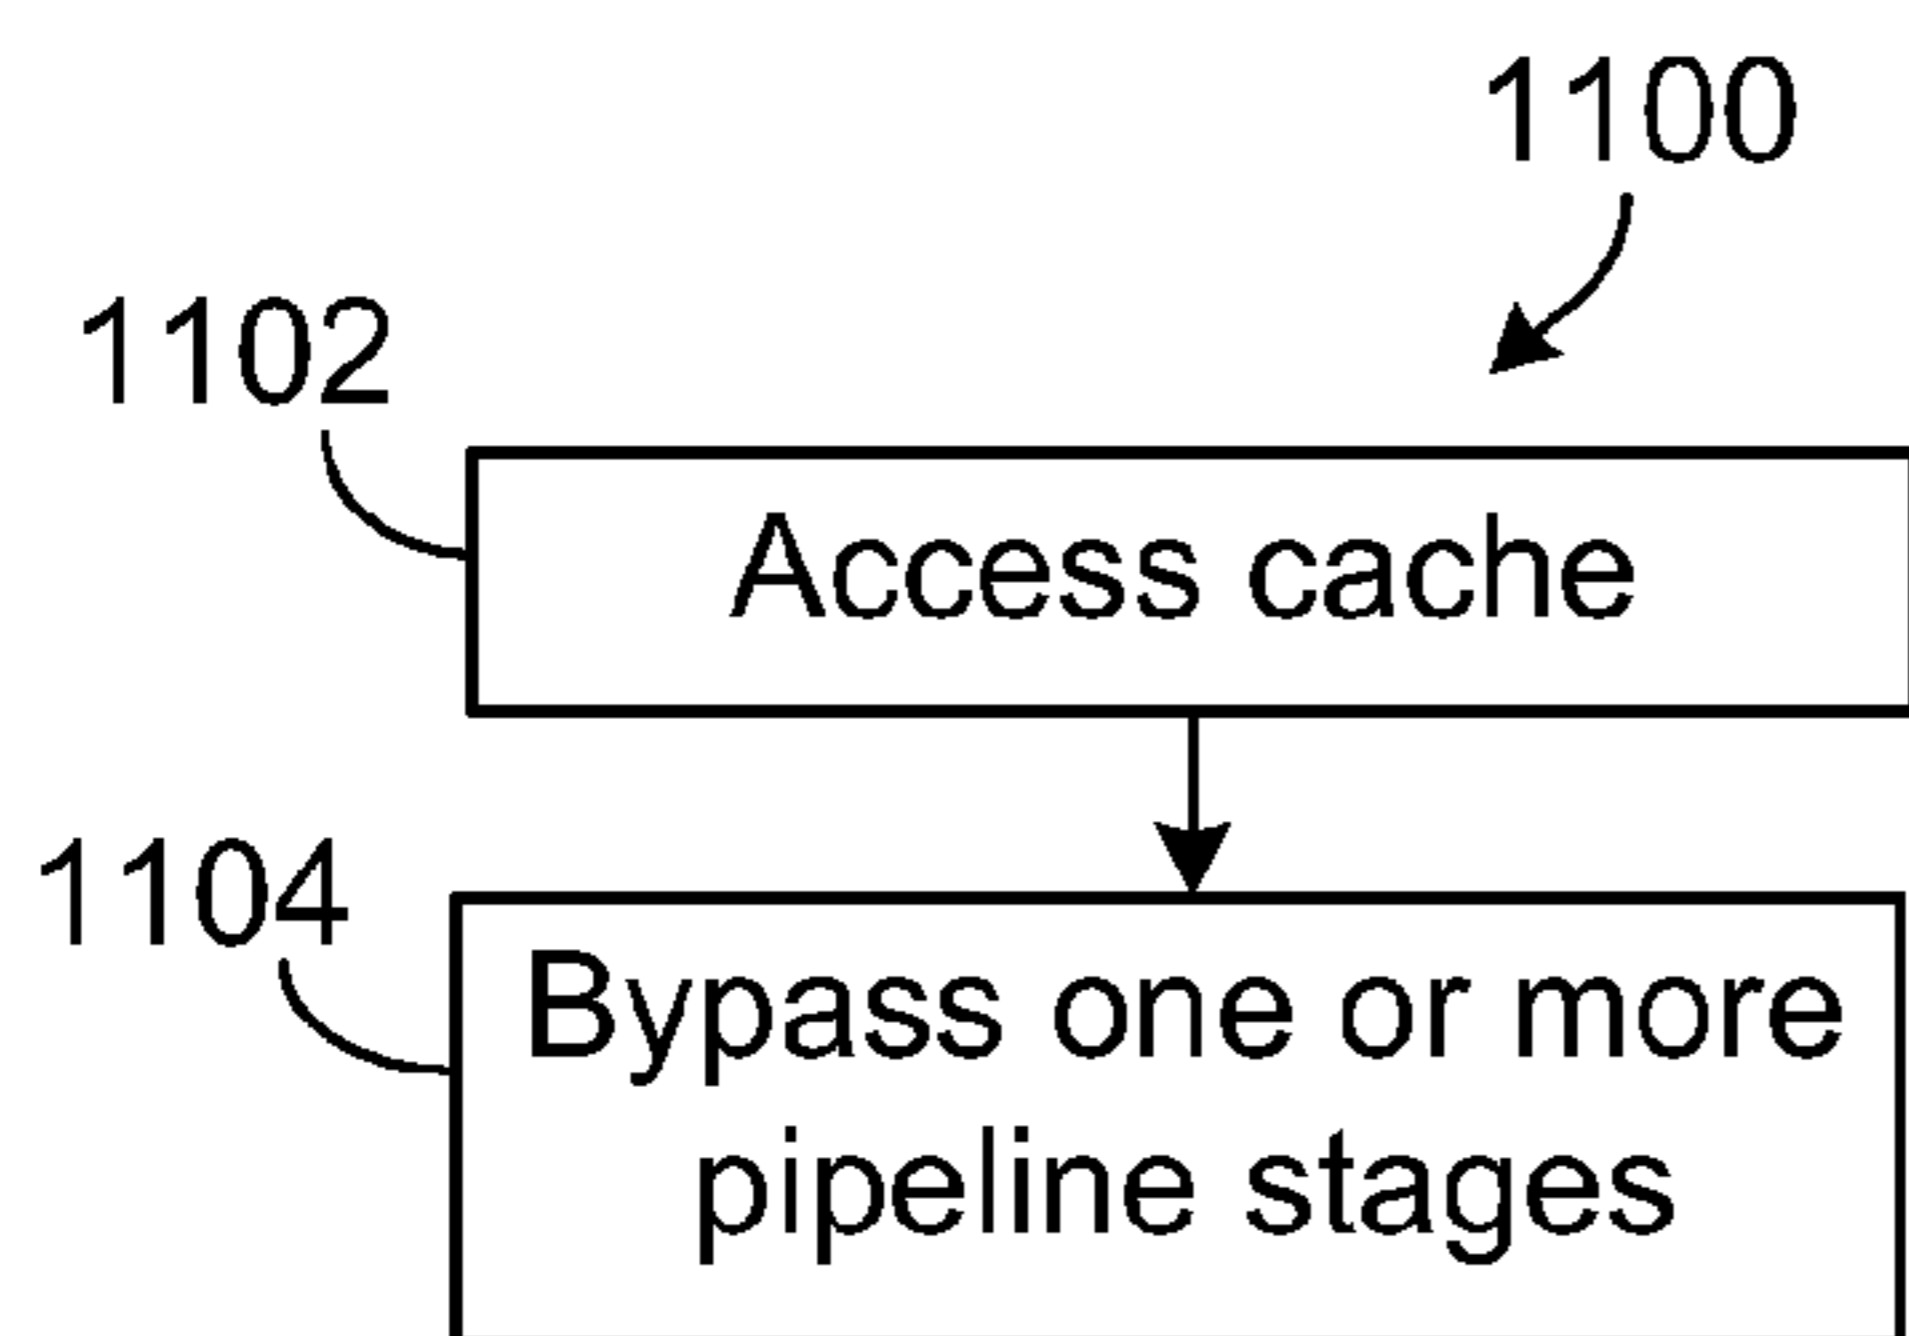 1100
1102
Access cache
1104
Bypass one or more
pipeline stages